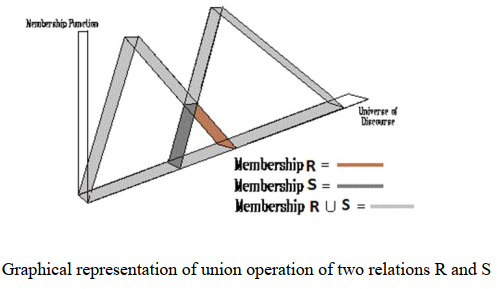 Membership Function
Universe of
Discourse
Membership R =
Membership S =
Membership R ∪ S =
Graphical representation of union operation of two relations R and S